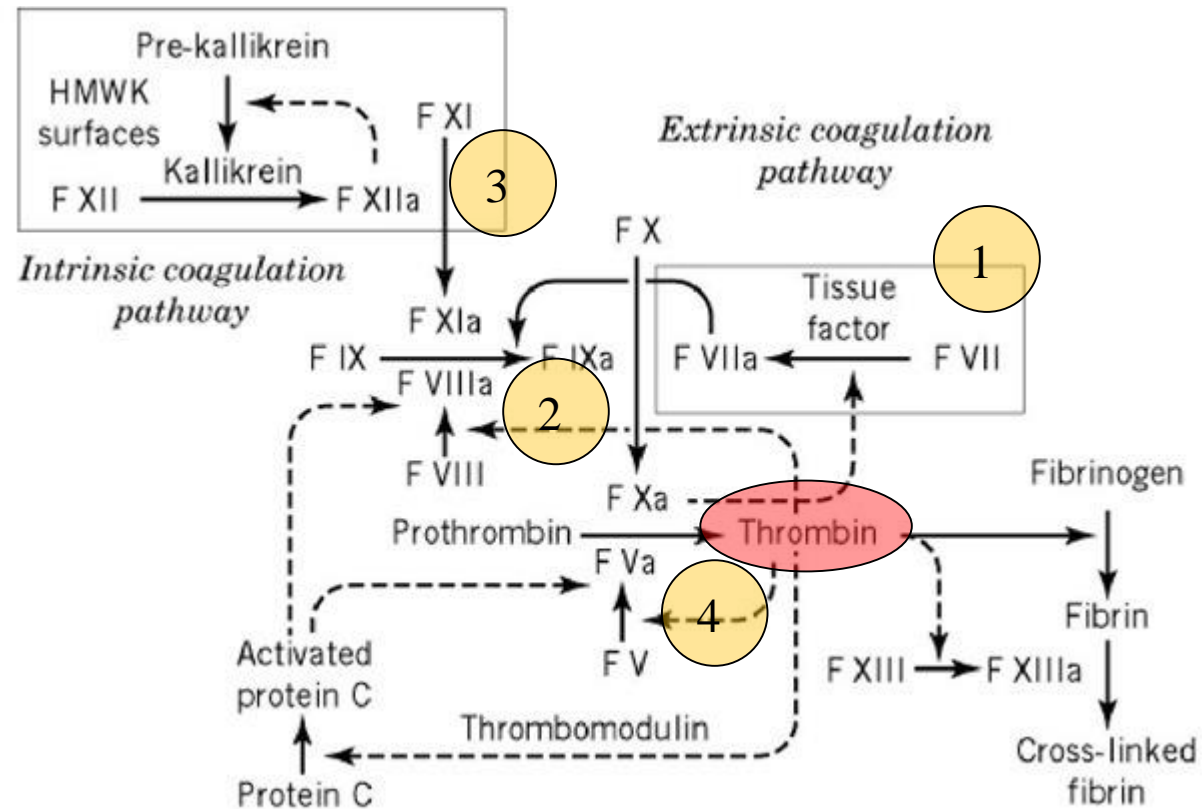 Pre-kallikrein
HMWK
surfaces
F XI
Kallikrein
F XII
F XIIa
3
Intrinsic coagulation
pathway
Extrinsic coagulation
pathway
1
F X
Tissue
factor
F XIa
F IX
F IXa
F VIIa
F VII
F VIIIa
2
F VIII
F Xa
Fibrinogen
Prothrombin
Thrombin
F Va
4
Fibrin
F V
F XIII
F XIIIa
Activated
protein C
Thrombomodulin
Protein C
Cross-linked
fibrin